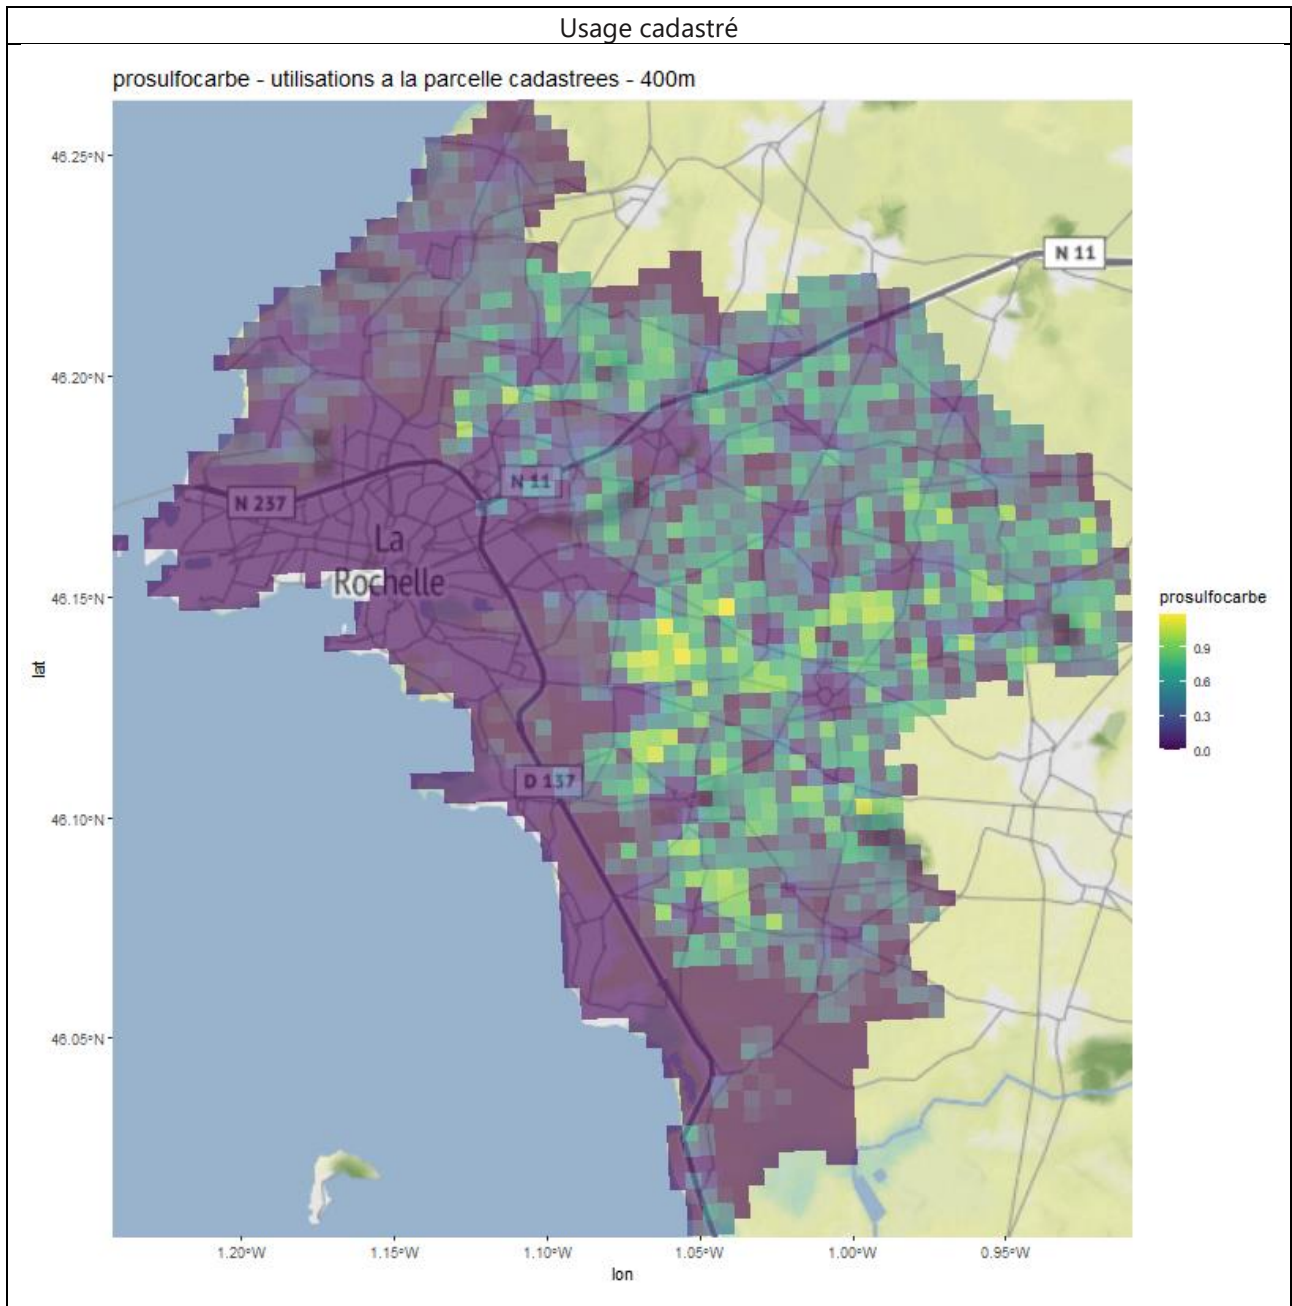 Usage cadastré
prosulfocarbe - utilisations a la parcelle cadastrees - 400m
46.25°N
N 11
46.20°N
N 11
N 237
La
Rochelle
46.15°N
prosulfocarbe
0.9
0.6
0.3
0.0
lat
D 137
46.10°N
46.05°N
1.20°W
1.15°W
1.10°W
1.05°W
1.00°W
0.95°W
lon